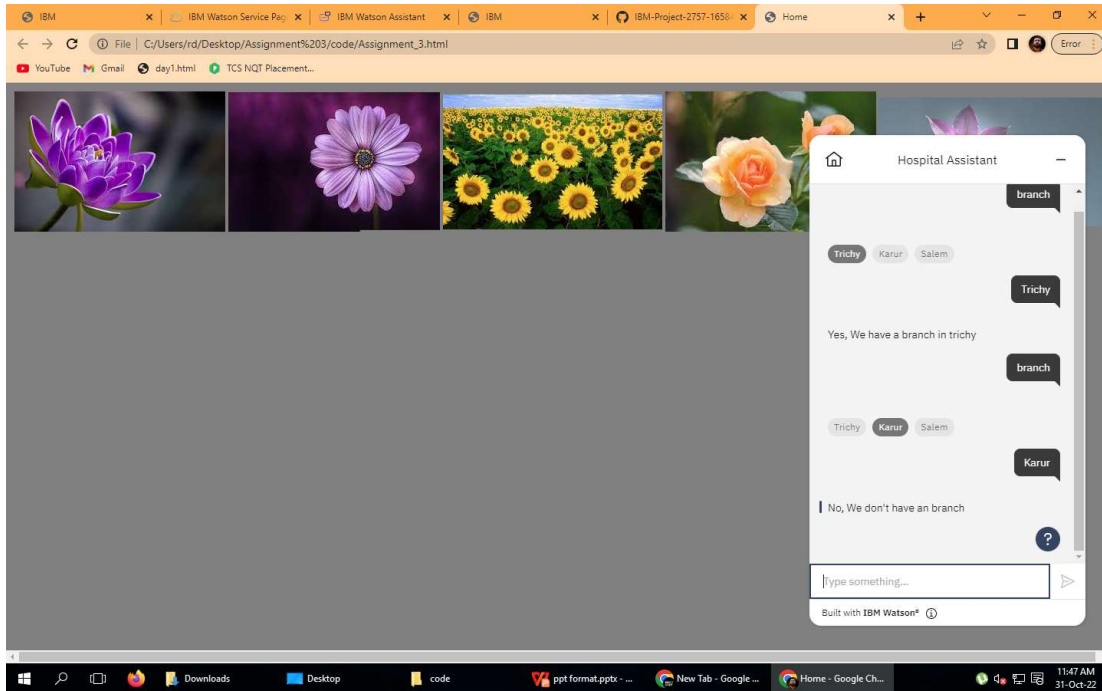 IBM
IBM Watson Service Pag
IBM Watson Assistant
IBM
IBM-Project-2757-16584
Home
File
C:/Users/rd/Desktop/Assignment%203/code/Assignment_3.html
Error
YouTube
Gmail
day1.html
TCS NQT Placement...
Hospital Assistant
branch
Trichy Karur Salem
Trichy
Yes, We have a branch in trichy
branch
Trichy Karur Salem
Karur
No, We don't have an branch
?
Type something...
Built with IBM Watson®
Downloads
Desktop
code
ppt format.pptx - ...
New Tab - Google ...
Home - Google Ch...
11:47 AM
31-Oct-22